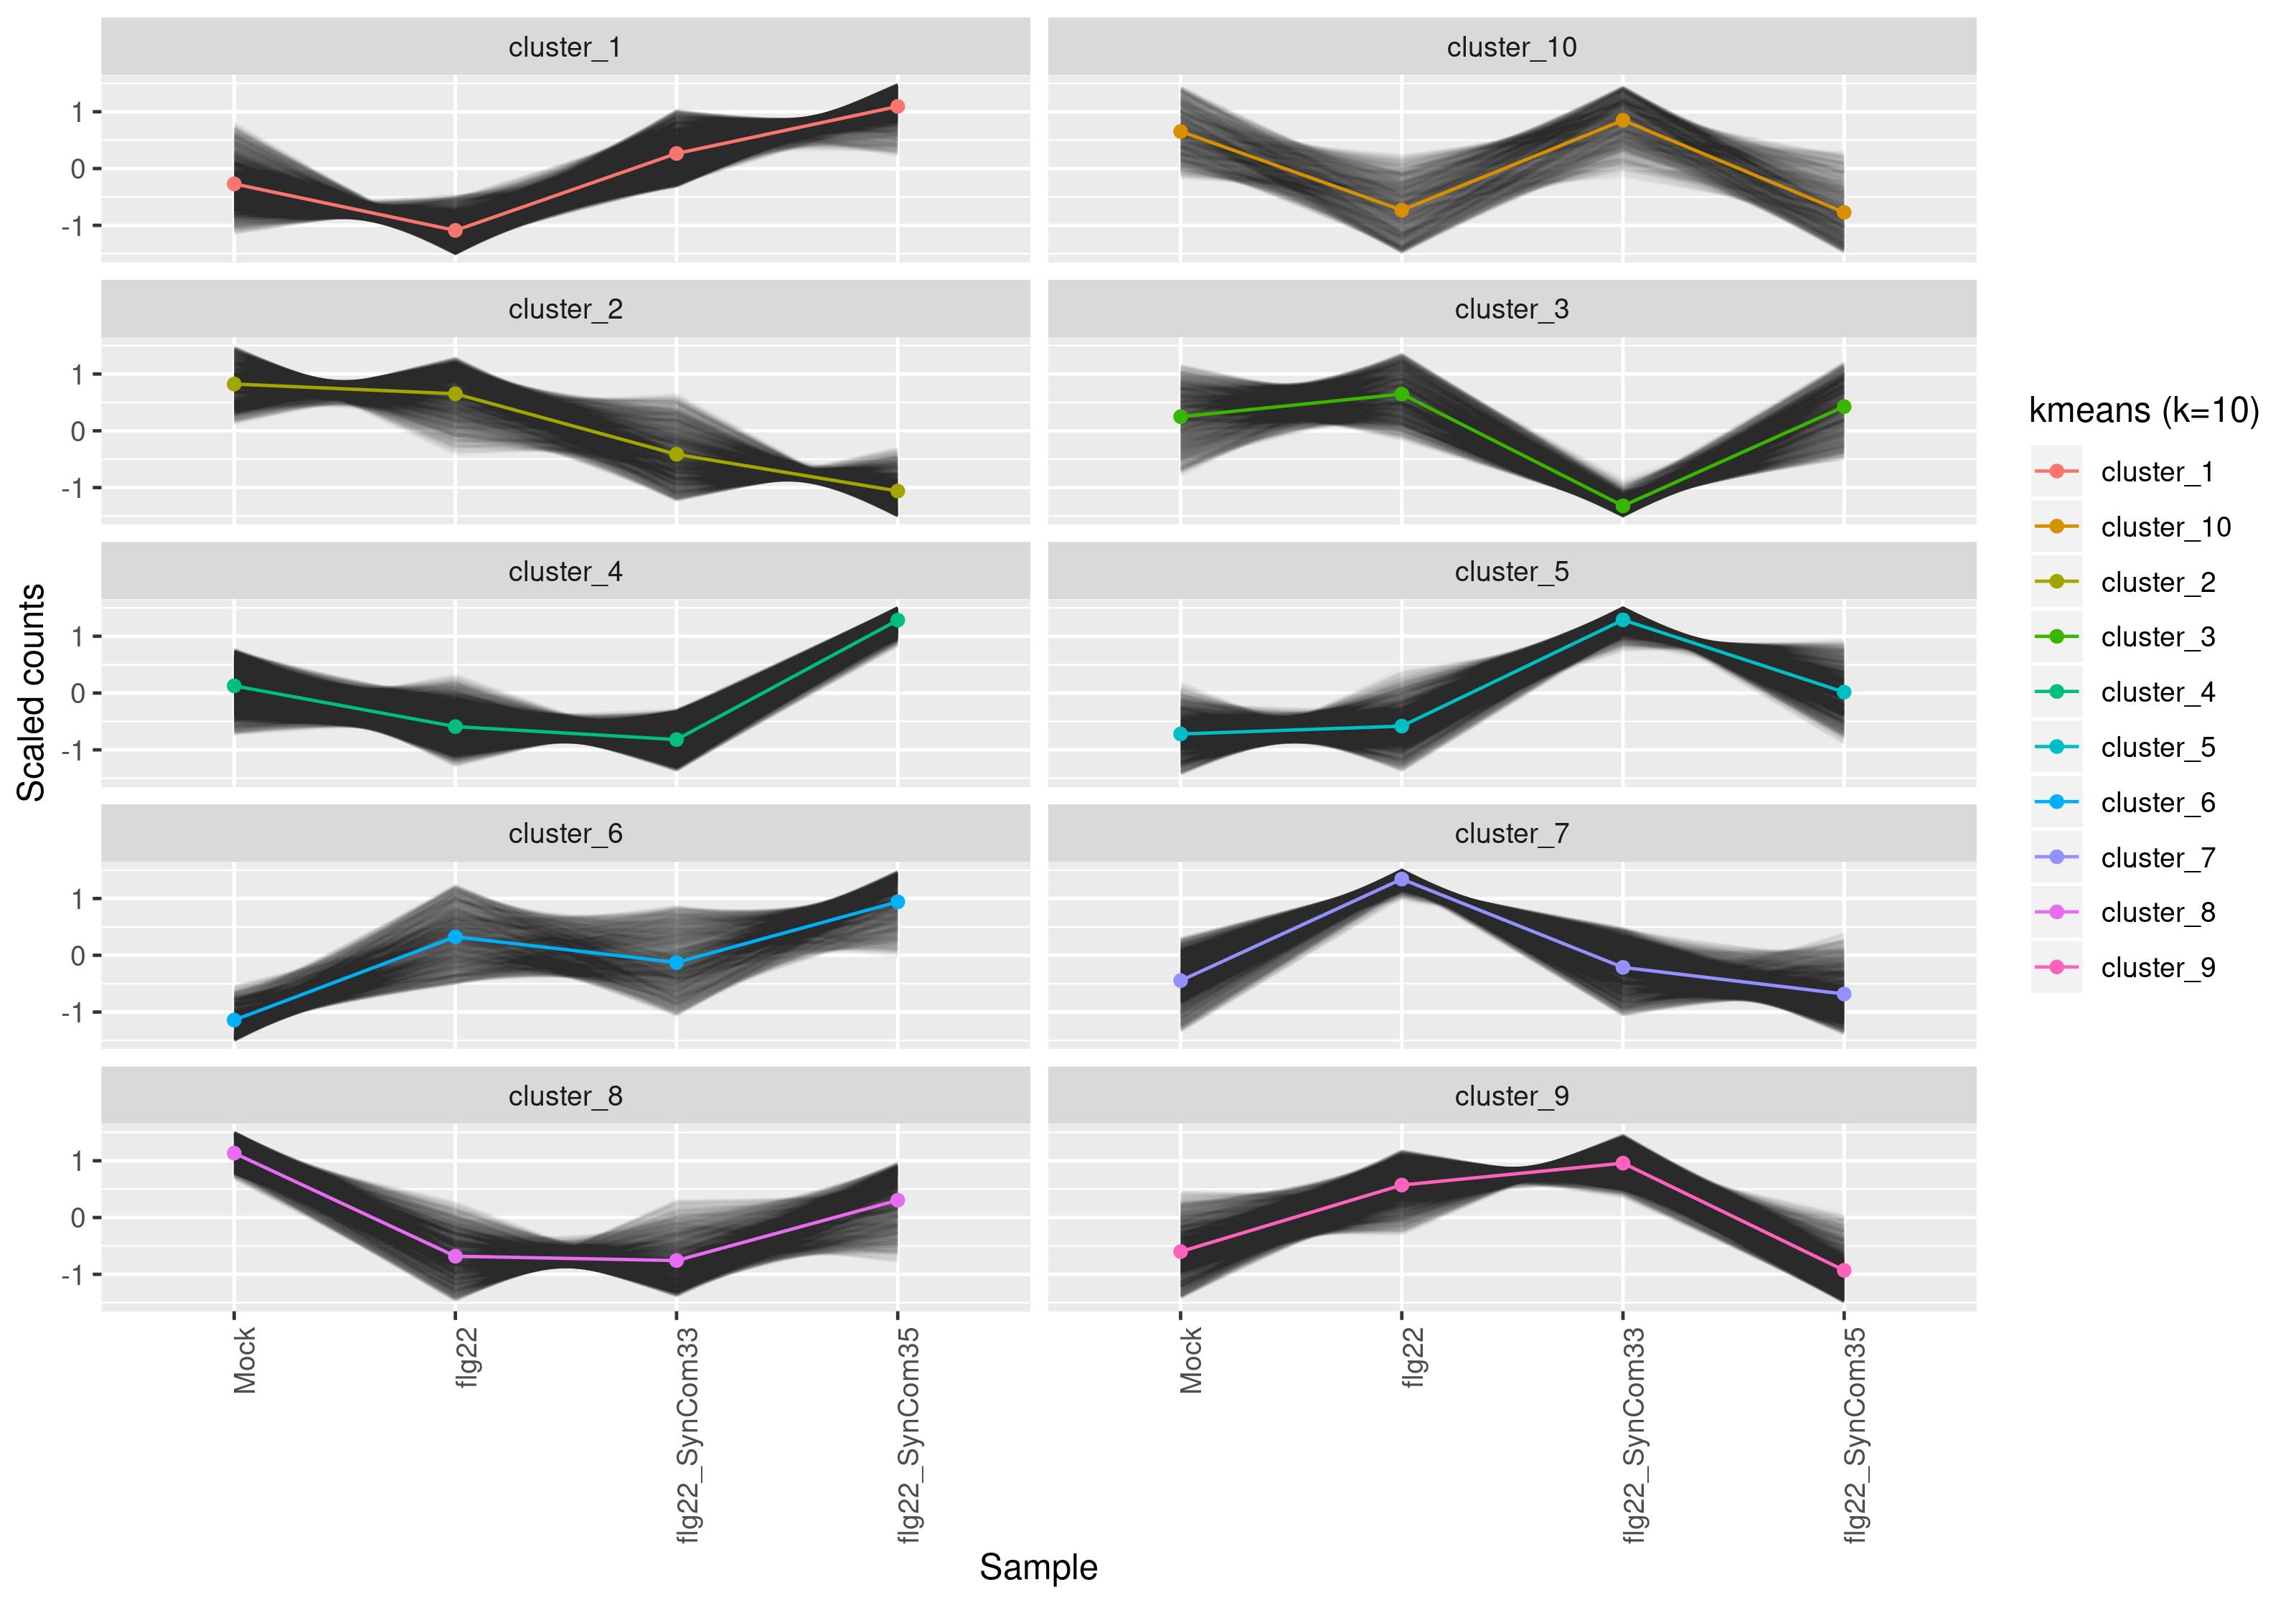 cluster_1
cluster_10
1
0
-1
cluster_2
cluster_3
1
0
-1
cluster_4
cluster_5
1
0
-1
cluster_6
cluster_7
1
0
-1
cluster_8
cluster_9
1
0
-1
Scaled counts
Mock
flg22
flg22_SynCom33
flg22_SynCom35
Mock
flg22
flg22_SynCom33
flg22_SynCom35
Sample
kmeans (k=10)
cluster_1
cluster_10
cluster_2
cluster_3
cluster_4
cluster_5
cluster_6
cluster_7
cluster_8
cluster_9